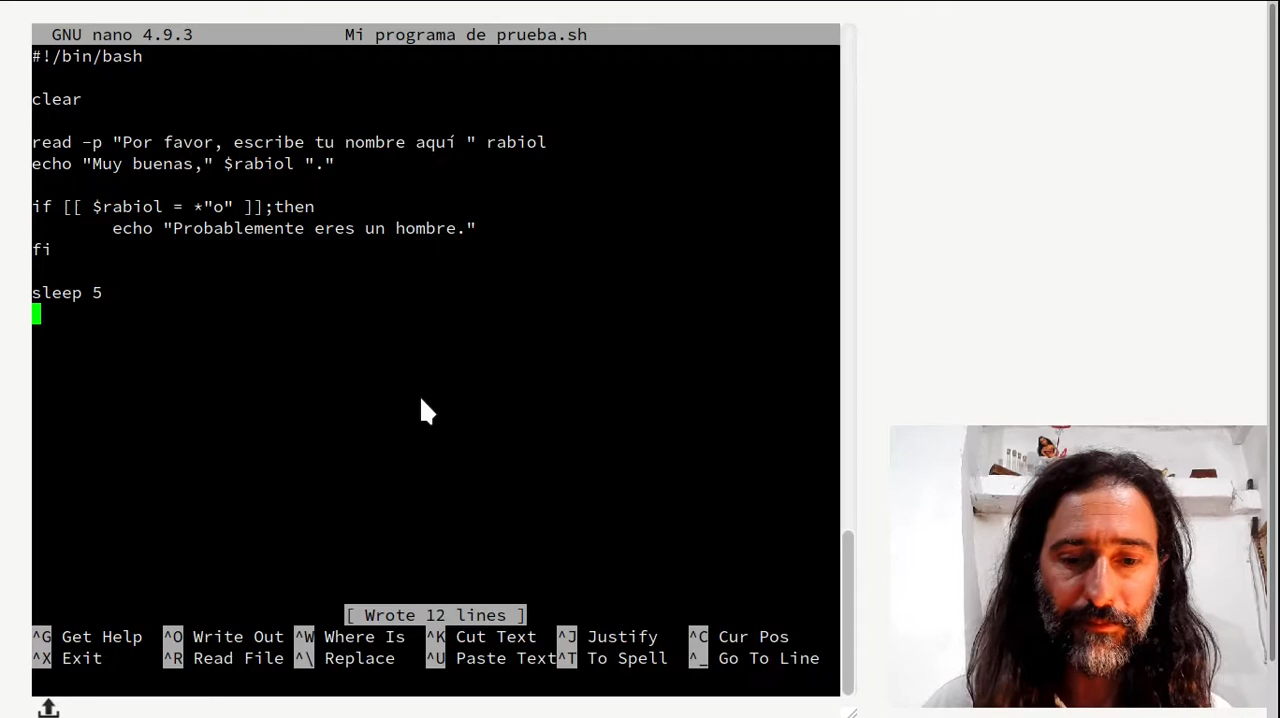 GNU nano 4.9.3 Mi programa de prueba.sh
#!/bin/bash
clear
read -p "Por favor, escribe tu nombre aquí " rabiol
echo "Muy buenas," $rabiol "."
if [[ $rabiol = *"o" ]];then
echo "Probablemente eres un hombre."
fi
sleep 5
[ Wrote 12 lines ]
^G Get Help ^O Write Out ^W Where Is ^K Cut Text ^J Justify ^C Cur Pos
^X Exit ^R Read File ^\ Replace ^U Paste Text ^T To Spell ^_ Go To Line